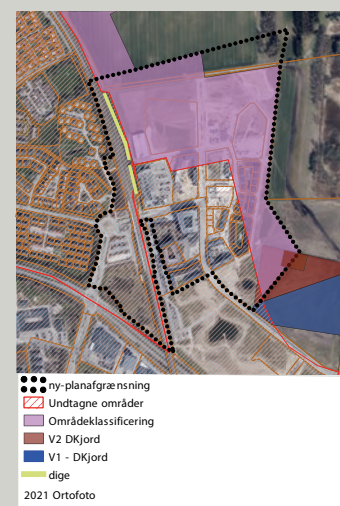 ny-planafgrænsning
Undtagne områder
Områdeklassificering
V2 DKjord
V1 - DKjord
dige
2021 Ortofoto